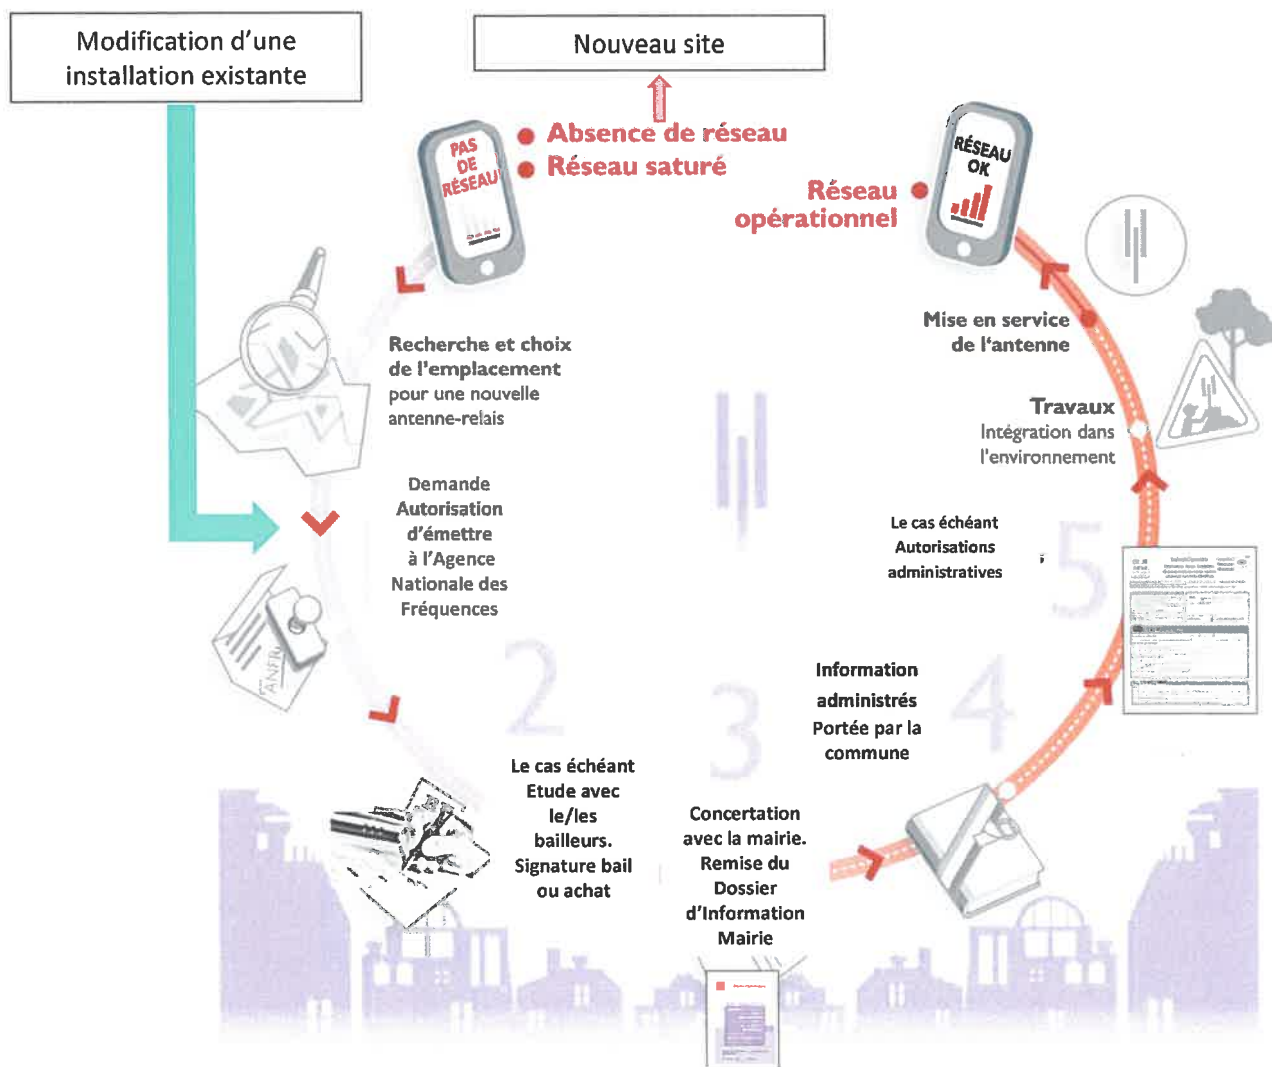 Modification d'une
installation existante
Nouveau site
Absence de réseau
Réseau saturé
PAS
DE
RÉSEAU
RÉSEAU
OK
Réseau
opérationnel
Recherche et choix
de l'emplacement
pour une nouvelle
antenne-relais
Demande
Autorisation
d'émettre
à l'Agence
Nationale des
Fréquences
ANFR
2
Le cas échéant
Etude avec
le/les
bailleurs.
Signature bail
ou achat
3
Concertation
avec la mairie.
Remise du
Dossier
d'Information
Mairie
4
Information
administrés
Portée par la
commune
5
Le cas échéant
Autorisations
administratives
Travaux
Intégration dans
l'environnement
Mise en service
de l'antenne